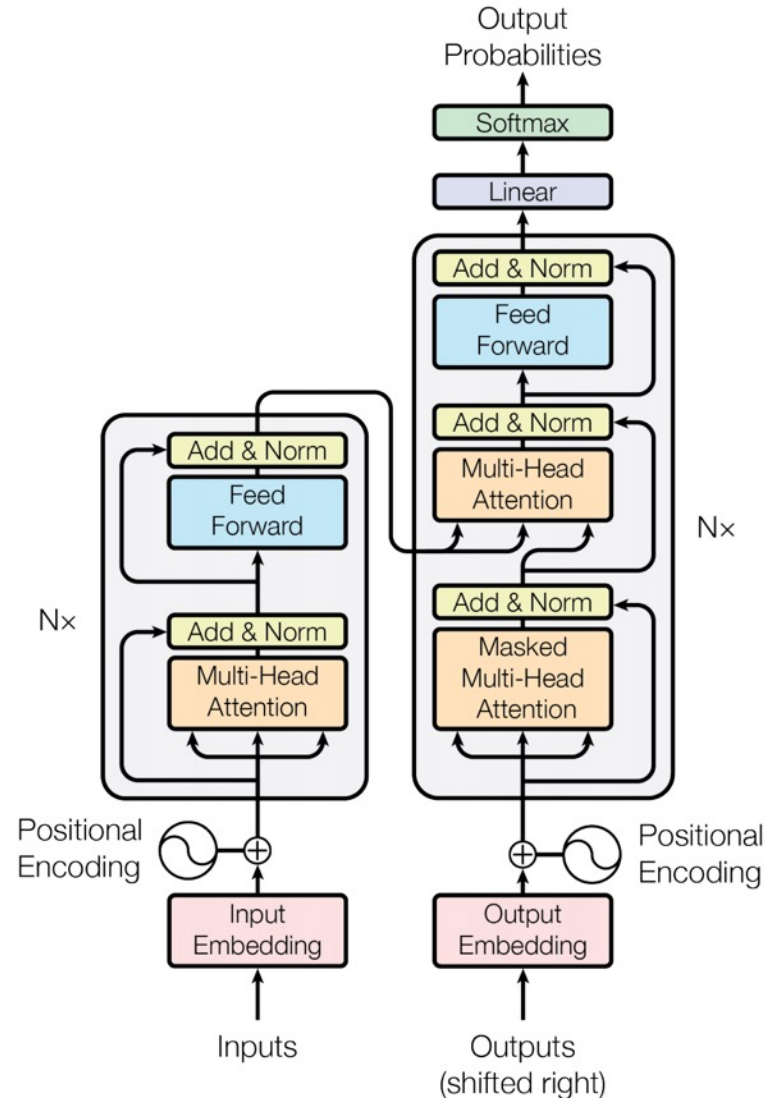 Output
Probabilities
Softmax
Linear
Add & Norm
Feed
Forward
Add & Norm
Multi-Head
Attention
Add & Norm
Masked
Multi-Head
Attention
Nx
Add & Norm
Feed
Forward
Add & Norm
Multi-Head
Attention
Nx
Positional
Encoding
Positional
Encoding
Input
Embedding
Output
Embedding
Inputs
Outputs
(shifted right)